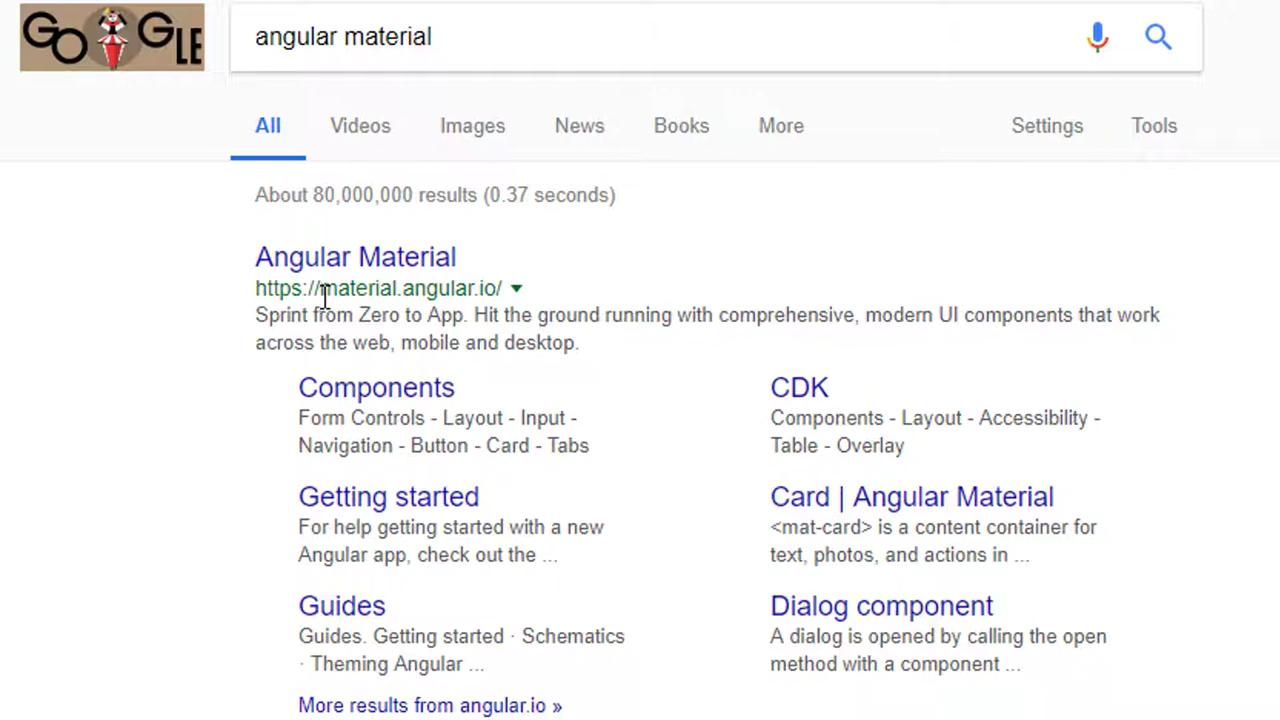 GOOGLE
angular material
All Videos Images News Books More Settings Tools
About 80,000,000 results (0.37 seconds)
Angular Material
https://material.angular.io/
Sprint from Zero to App. Hit the ground running with comprehensive, modern UI components that work
across the web, mobile and desktop.
Components
Form Controls - Layout - Input -
Navigation - Button - Card - Tabs
CDK
Components - Layout - Accessibility -
Table - Overlay
Getting started
For help getting started with a new
Angular app, check out the ...
Card | Angular Material
<mat-card> is a content container for
text, photos, and actions in ...
Guides
Guides. Getting started · Schematics
· Theming Angular ...
Dialog component
A dialog is opened by calling the open
method with a component ...
More results from angular.io »